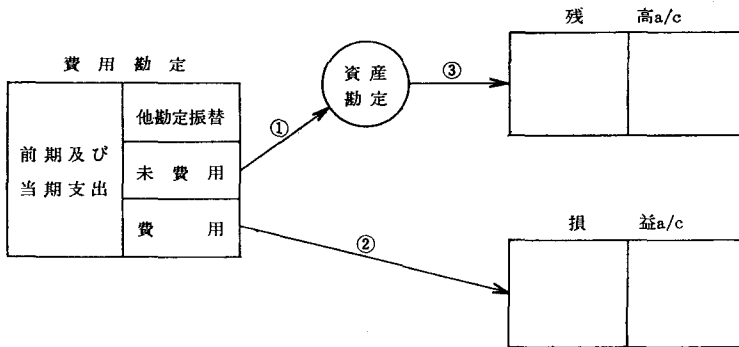 残 高a/c
費用勘定
資産
勘定
③
他勘定振替
①
前期及び
当期支出
未費用
費 用
②
損 益a/c